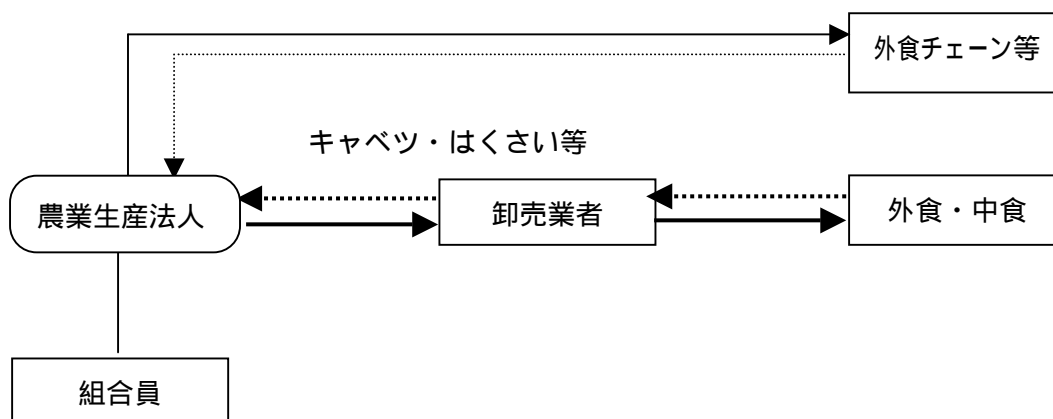 外食チェーン等
キャベツ・はくさい等
農業生産法人
卸売業者
外食・中食
組合員